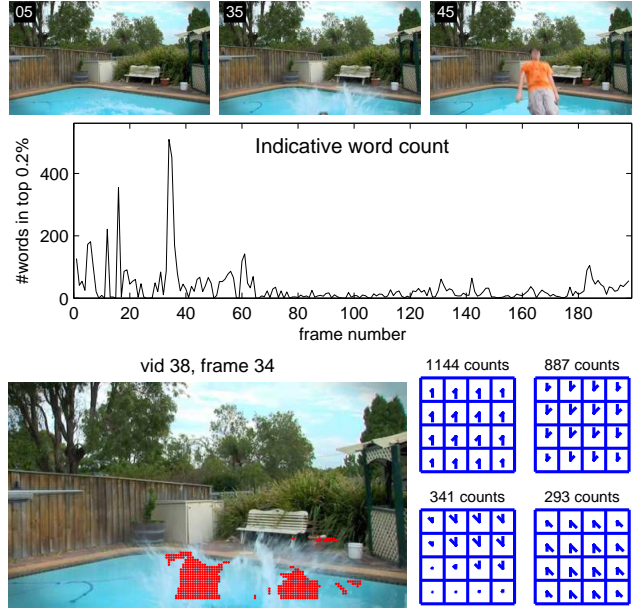 05 35 45
Indicative word count
#words in top 0.2%
400
200
0
0 20 40 60 80 100 120 140 160 180
frame number
vid 38, frame 34
1144 counts 887 counts
341 counts 293 counts